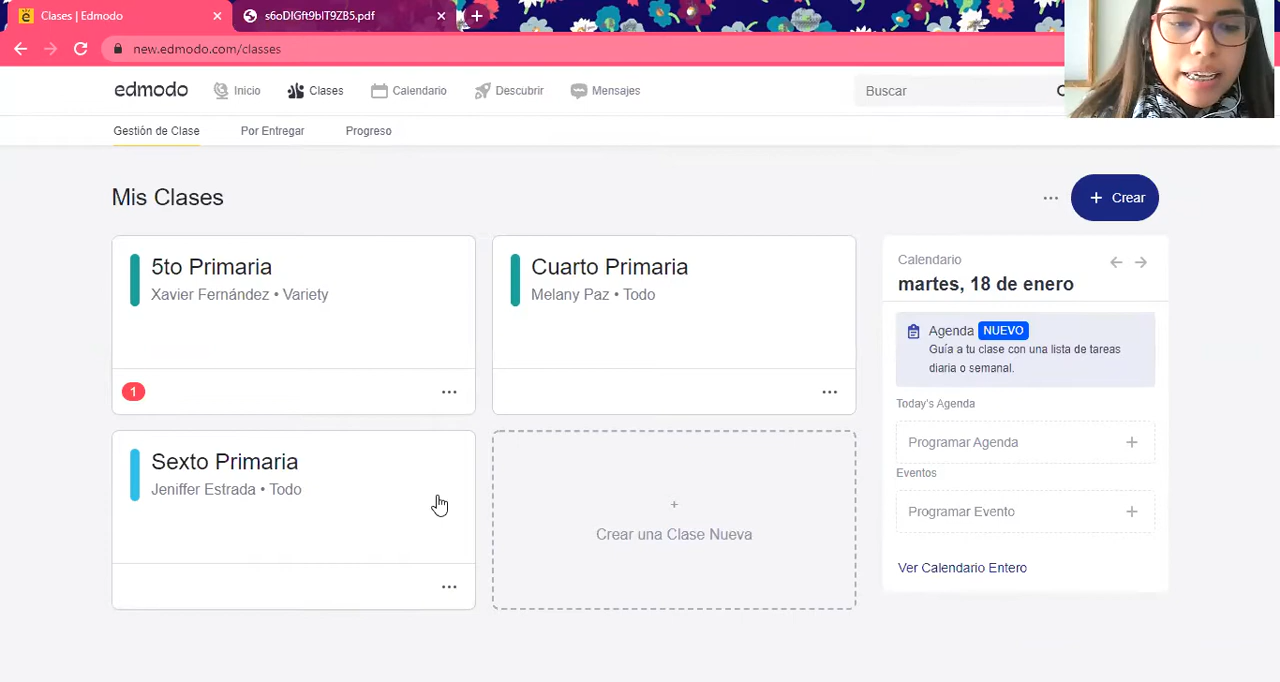 Clases | Edmodo
s6oDIGft9blT9ZB5.pdf
new.edmodo.com/classes
edmodo
Inicio
Clases
Calendario
Descubrir
Mensajes
Buscar
Gestión de Clase
Por Entregar
Progreso
Mis Clases
+ Crear
5to Primaria
Xavier Fernández • Variety
1
Cuarto Primaria
Melany Paz • Todo
Sexto Primaria
Jeniffer Estrada • Todo
+
Crear una Clase Nueva
Calendario
martes, 18 de enero
Agenda NUEVO
Guía a tu clase con una lista de tareas
diaria o semanal.
Today's Agenda
Programar Agenda +
Eventos
Programar Evento +
Ver Calendario Entero